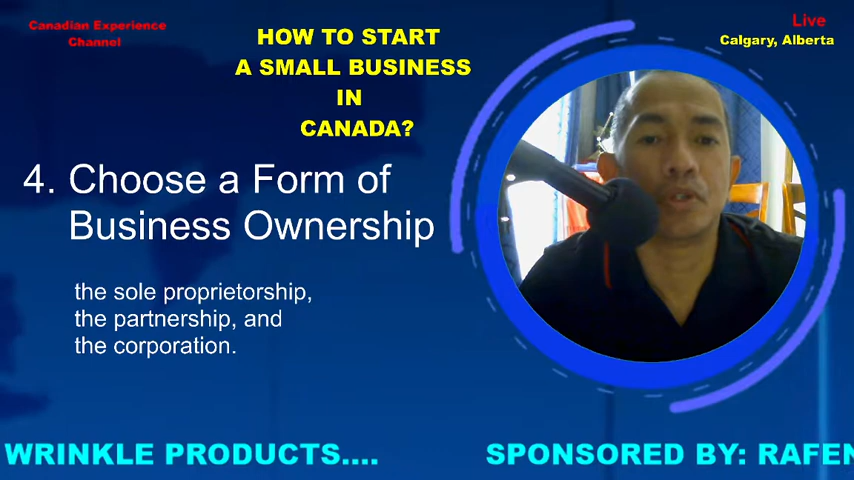 Canadian Experience
Channel
HOW TO START
A SMALL BUSINESS
IN
CANADA?
Live
Calgary, Alberta
4. Choose a Form of
Business Ownership
the sole proprietorship,
the partnership, and
the corporation.
WRINKLE PRODUCTS.... SPONSORED BY: